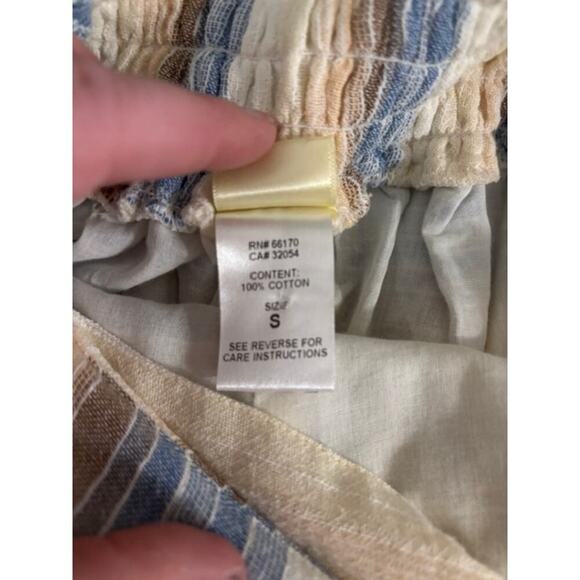 RN# 66170
CA# 32054
CONTENT:
100% COTTON
SIZE
S
SEE REVERSE FOR
CARE INSTRUCTIONS